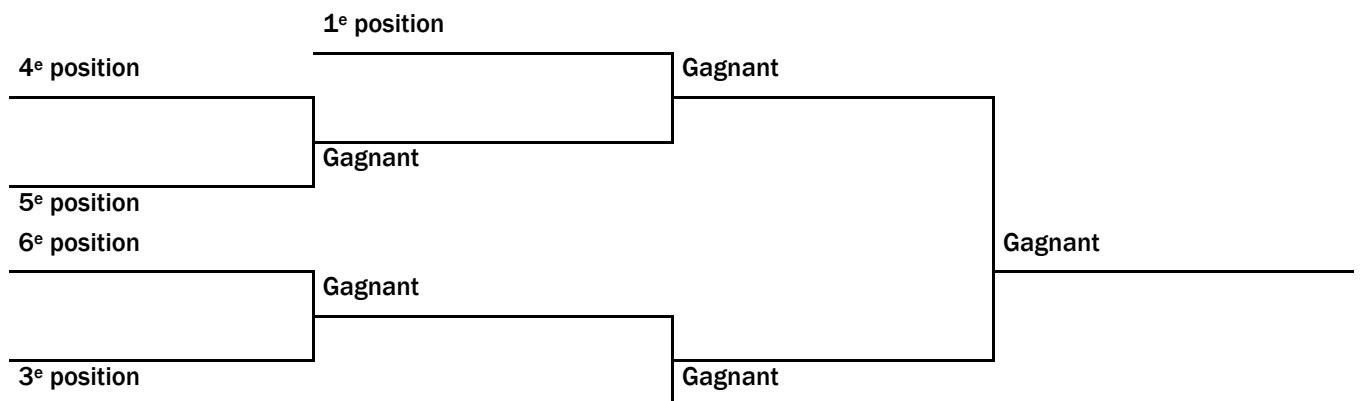 1ᵉ position
4ᵉ position
Gagnant
Gagnant
5ᵉ position
6ᵉ position
Gagnant
Gagnant
3ᵉ position
Gagnant